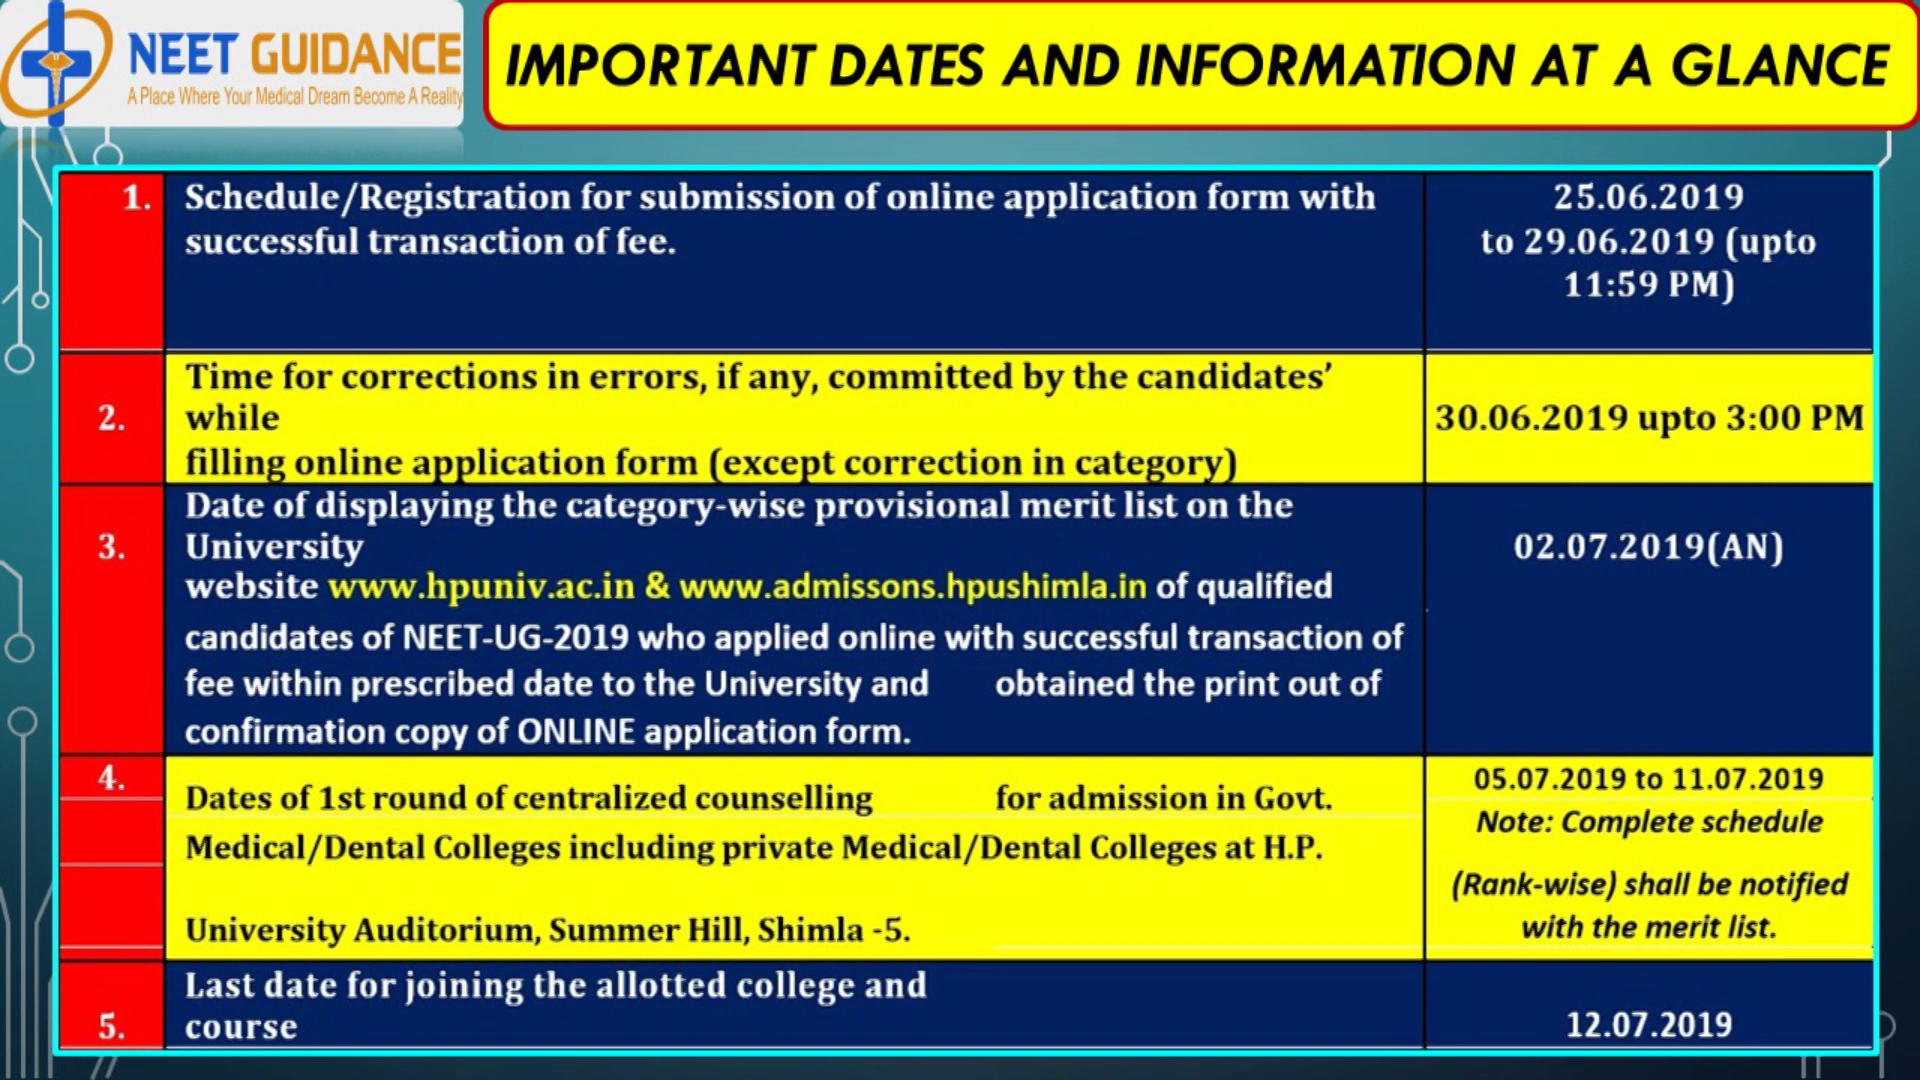 NEET GUIDANCE
A Place Where Your Medical Dream Become A Reality
IMPORTANT DATES AND INFORMATION AT A GLANCE
1.
Schedule/Registration for submission of online application form with
successful transaction of fee.
25.06.2019
to 29.06.2019 (upto
11:59 PM)
2.
Time for corrections in errors, if any, committed by the candidates’
while
filling online application form (except correction in category)
30.06.2019 upto 3:00 PM
3.
Date of displaying the category-wise provisional merit list on the
University
website www.hpuniv.ac.in & www.admissons.hpushimla.in of qualified
candidates of NEET-UG-2019 who applied online with successful transaction of
fee within prescribed date to the University and obtained the print out of
confirmation copy of ONLINE application form.
02.07.2019(AN)
4.
Dates of 1st round of centralized counselling for admission in Govt.
Medical/Dental Colleges including private Medical/Dental Colleges at H.P.
University Auditorium, Summer Hill, Shimla -5.
05.07.2019 to 11.07.2019
Note: Complete schedule
(Rank-wise) shall be notified
with the merit list.
5.
Last date for joining the allotted college and
course
12.07.2019